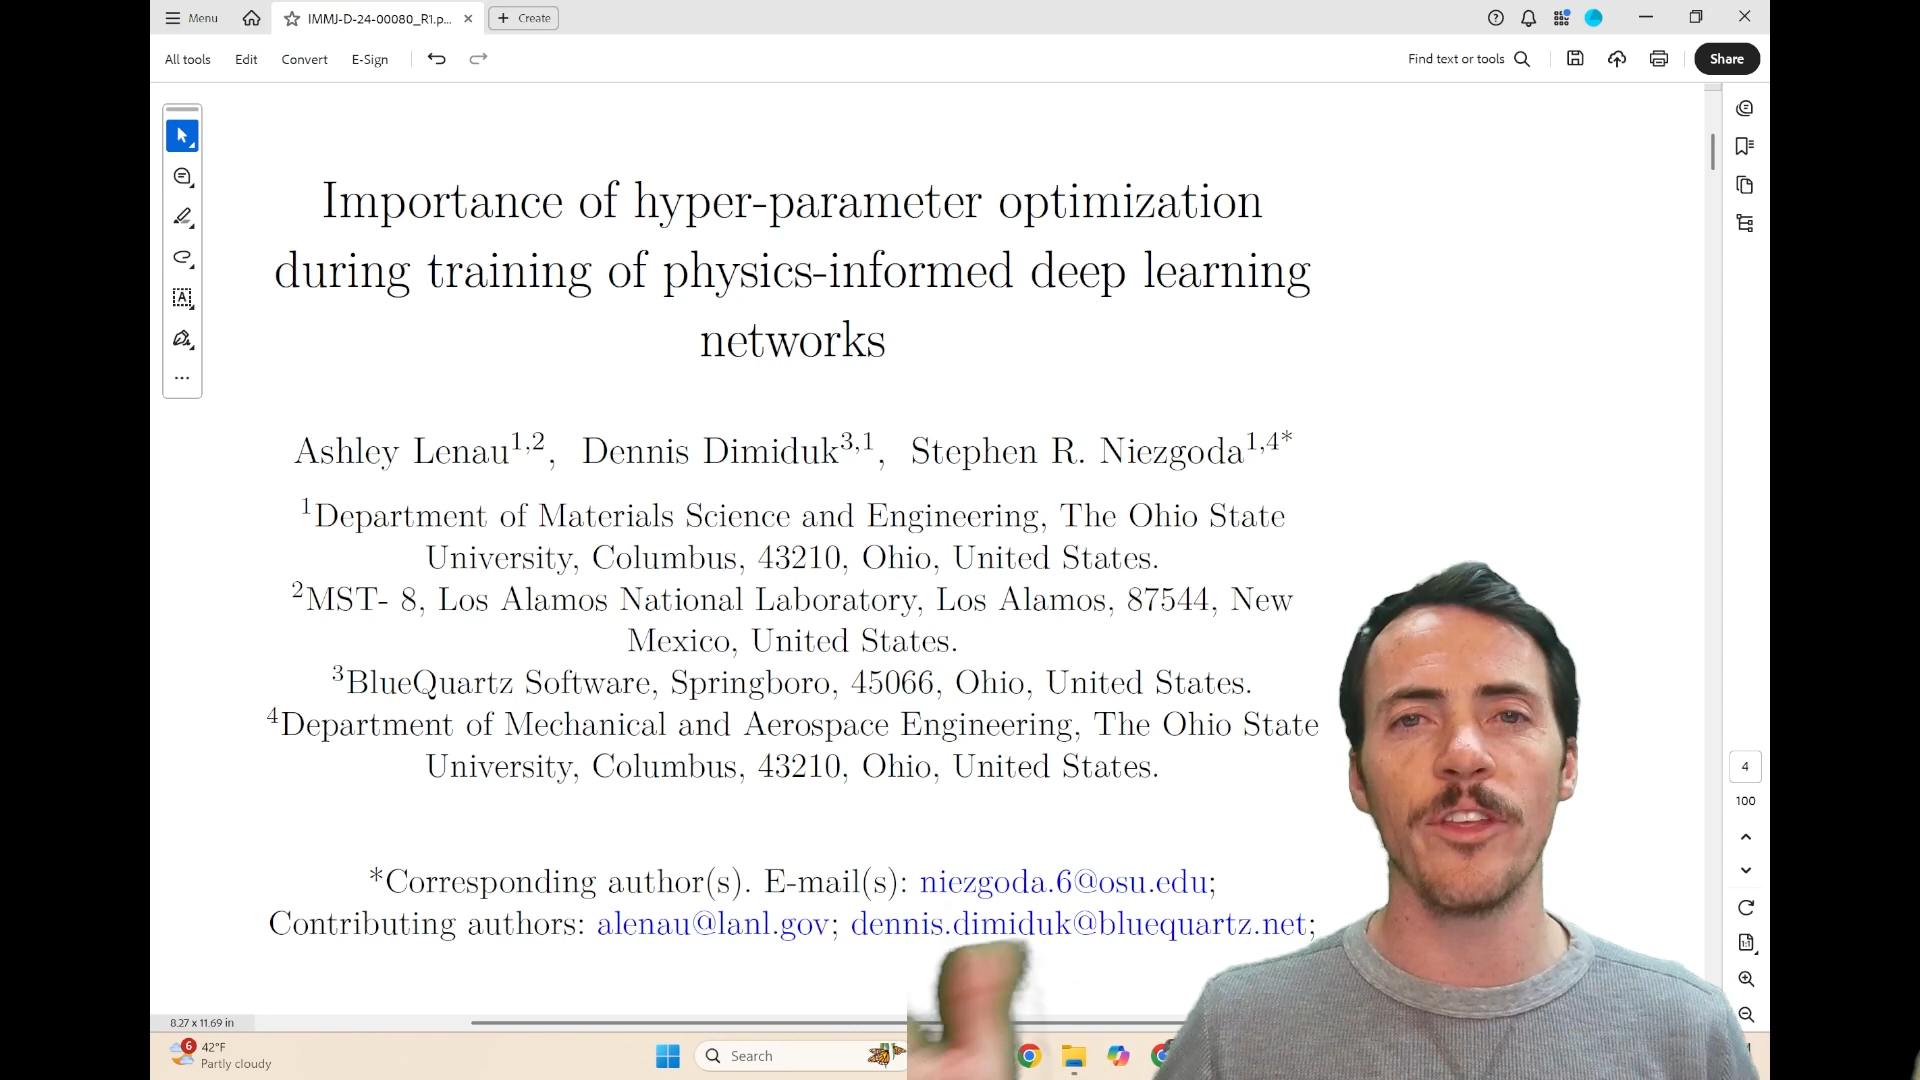 Menu
IMMJ-D-24-00080_R1.p...
Create
All tools
Edit
Convert
E-Sign
Find text or tools
Share
Importance of hyper-parameter optimization
during training of physics-informed deep learning
networks
Ashley Lenau1,2, Dennis Dimiduk3,1, Stephen R. Niezgoda1,4*
1Department of Materials Science and Engineering, The Ohio State
University, Columbus, 43210, Ohio, United States.
2MST- 8, Los Alamos National Laboratory, Los Alamos, 87544, New
Mexico, United States.
3BlueQuartz Software, Springboro, 45066, Ohio, United States.
4Department of Mechanical and Aerospace Engineering, The Ohio State
University, Columbus, 43210, Ohio, United States.
*Corresponding author(s). E-mail(s): niezgoda.6@osu.edu;
Contributing authors: alenau@lanl.gov; dennis.dimiduk@bluequartz.net;
4
100
8.27 x 11.69 in
6
42°F
Partly cloudy
Search